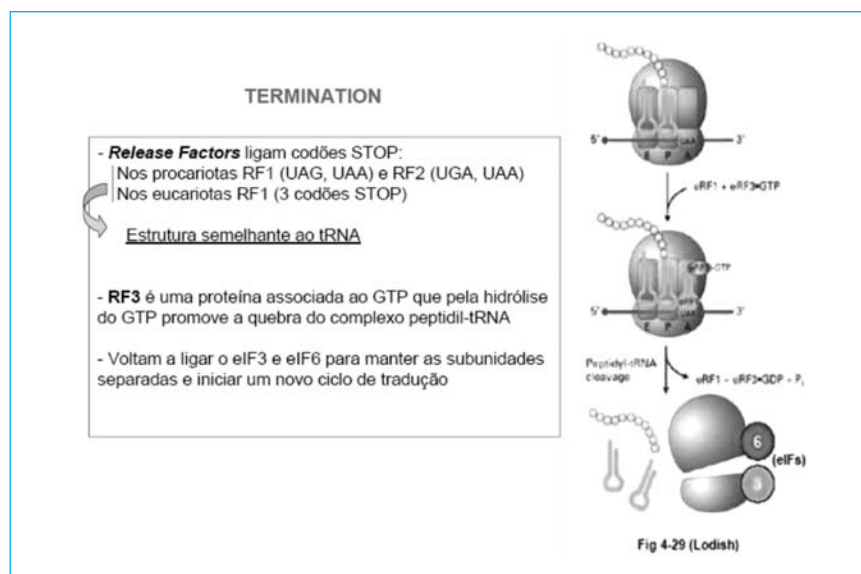 TERMINATION
- Release Factors ligam codões STOP:
Nos procariotas RF1 (UAG, UAA) e RF2 (UGA, UAA)
Nos eucariotas RF1 (3 codões STOP)
Estrutura semelhante ao tRNA
- RF3 é uma proteína associada ao GTP que pela hidrólise
do GTP promove a quebra do complexo peptidil-tRNA
- Voltam a ligar o eIF3 e eIF6 para manter as subunidades
separadas e iniciar um novo ciclo de tradução
5' UAA 3'
E P A
eRF1 + eRF3•GTP
GTP
5' UAA 3'
E P A
Peptidyl-tRNA
cleavage
eRF1 + eRF3•GDP + Pi
6
(eIFs)
3
Fig 4-29 (Lodish)